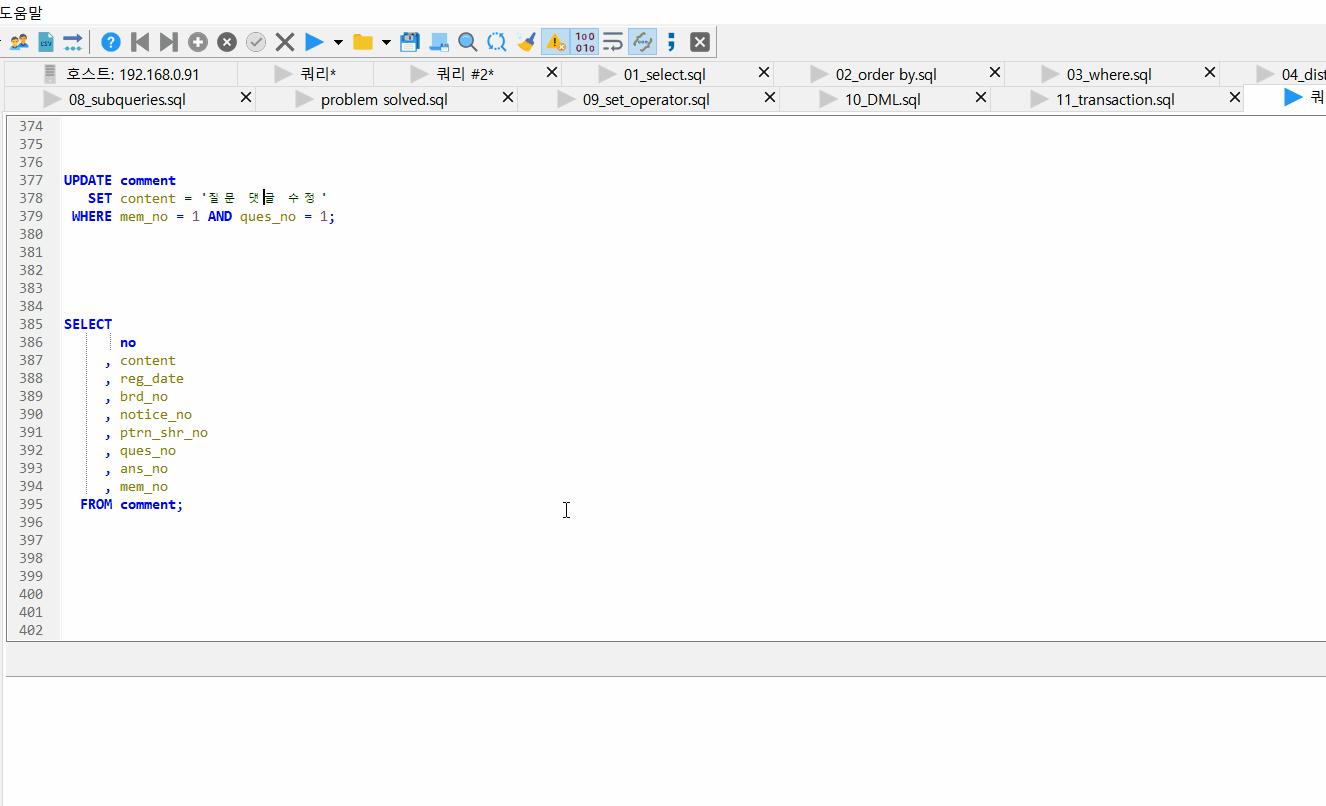 도움말
호스트: 192.168.0.91 쿼리* 쿼리 #2* 01_select.sql 02_order by.sql 03_where.sql 04_dist
08_subqueries.sql problem solved.sql 09_set_operator.sql 10_DML.sql 11_transaction.sql 쿼
374
375
376
377 UPDATE comment
378 SET content = '질문 댓글 수정'
379 WHERE mem_no = 1 AND ques_no = 1;
380
381
382
383
384
385 SELECT
386 no
387 , content
388 , reg_date
389 , brd_no
390 , notice_no
391 , ptrn_shr_no
392 , ques_no
393 , ans_no
394 , mem_no
395 FROM comment;
396
397
398
399
400
401
402